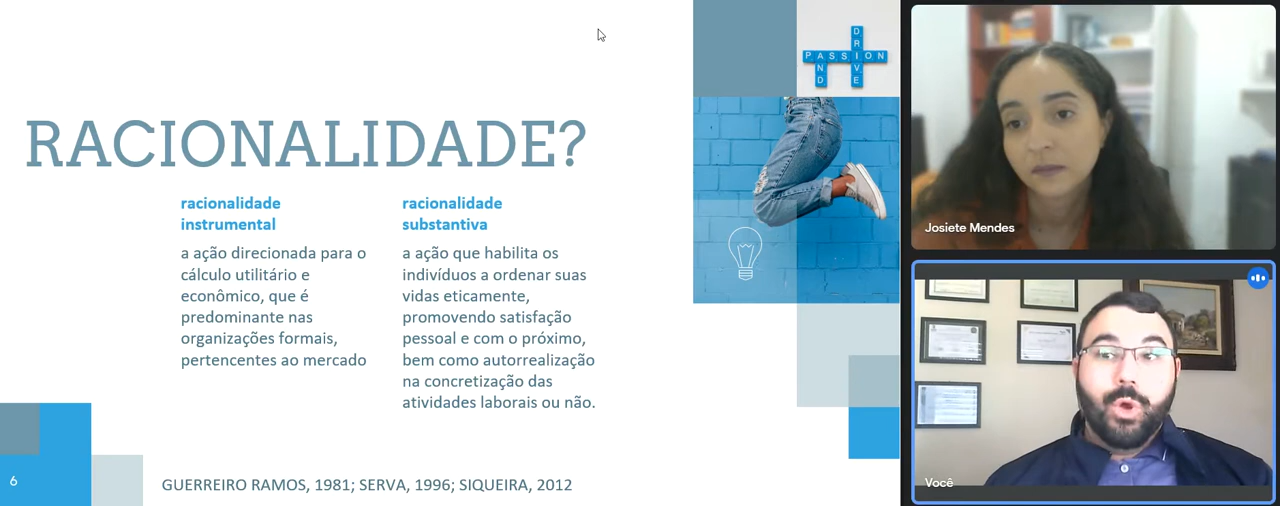 RACIONALIDADE?
racionalidade
instrumental
a ação direcionada para o
cálculo utilitário e
econômico, que é
predominante nas
organizações formais,
pertencentes ao mercado
racionalidade
substantiva
a ação que habilita os
indivíduos a ordenar suas
vidas eticamente,
promovendo satisfação
pessoal e com o próximo,
bem como autorrealização
na concretização das
atividades laborais ou não.
6
GUERREIRO RAMOS, 1981; SERVA, 1996; SIQUEIRA, 2012
PASSION
AND
DRIVE
Josiete Mendes
Você